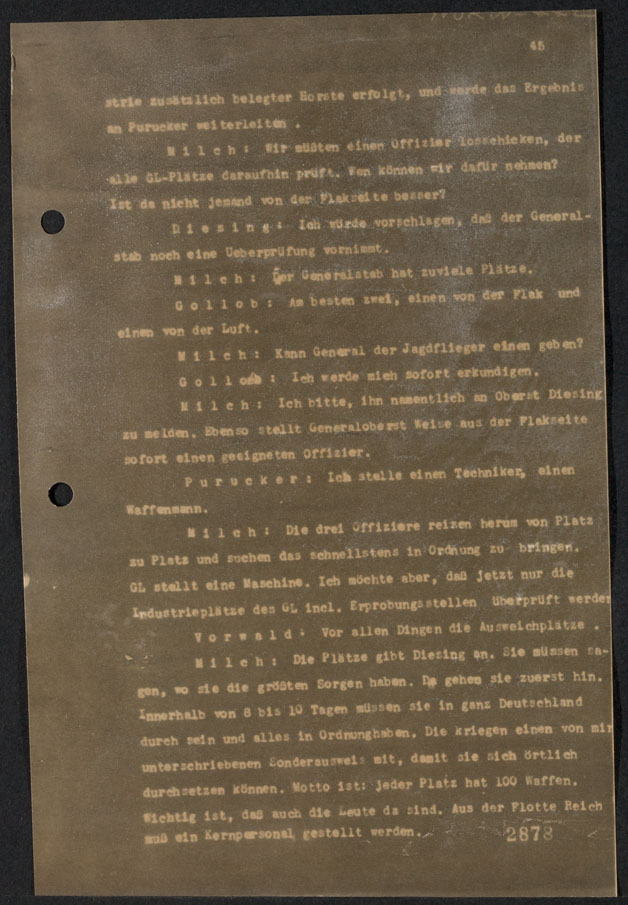 45
strie zusätzlich belegter Horste erfolgt, und werde das Ergebnis
an Purucker weiterleiten .
M i l c h : Wir müßten einen Offizier losschicken, der
alle GL-Plätze daraufhin prüft. Wen können wir dafür nehmen?
Ist da nicht jemand von der Flakseite besser?
D i e s i n g : Ich würde vorschlagen, daß der General-
stab noch eine Ueberprüfung vornimmt.
M i l c h : Der Generalstab hat zuviele Plätze.
G o l l o b : Am besten zwei, einen von der Flak und
einen von der Luft.
M i l c h : Kann General der Jagdflieger einen geben?
G o l l o b : Ich werde mich sofort erkundigen.
M i l c h : Ich bitte, ihn namentlich an Oberst Diesing
zu melden. Ebenso stellt Generaloberst Weise aus der Flakseite
sofort einen geeigneten Offizier.
P u r u c k e r : Ich stelle einen Techniker, einen
Waffenmann.
M i l c h : Die drei Offiziere reisen herum von Platz
zu Platz und suchen das schnellstens in Ordnung zu bringen.
GL stellt eine Maschine. Ich möchte aber, daß jetzt nur die
Industrieplätze des GL incl. Erprobungsstellen überprüft werden
V o r w a l d : Vor allen Dingen die Ausweichplätze .
M i l c h : Die Plätze gibt Diesing an. Sie müssen sa-
gen, wo sie die größten Sorgen haben. Da gehen sie zuerst hin.
Innerhalb von 8 bis 10 Tagen müssen sie in ganz Deutschland
durch sein und alles in Ordnunghaben. Die kriegen einen von mir
unterschriebenen Sonderausweis mit, damit sie sich örtlich
durchsetzen können. Motto ist: jeder Platz hat 100 Waffen.
Wichtig ist, daß auch die Leute da sind. Aus der Flotte Reich
muß ein Kernpersonal gestellt werden.
2878